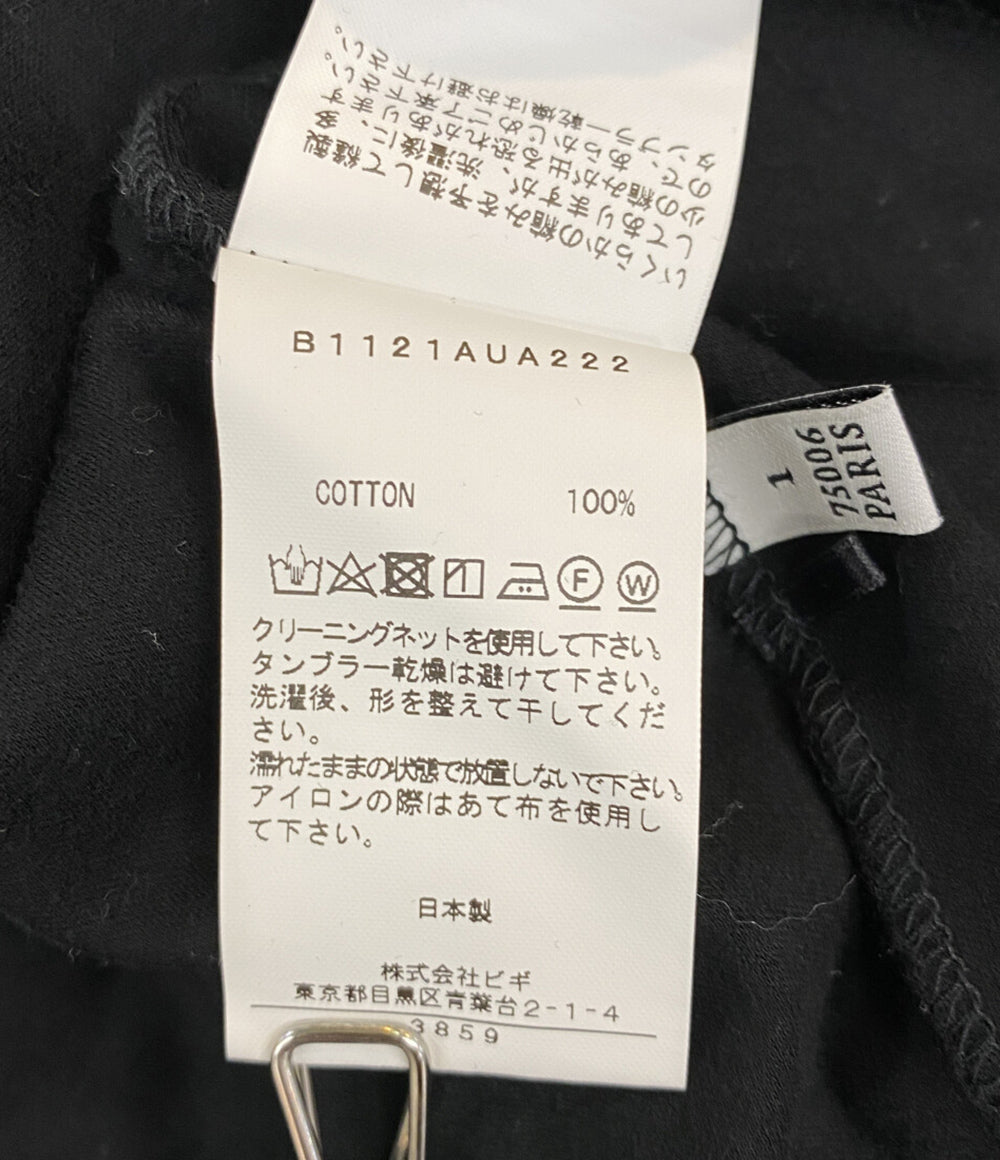 いくらかの縮みを予想して縫製
してありますが、洗濯後に、多
少の縮みが出る恐れがあります
ので、あらかじめご了承下さい。
タンブラー乾燥はお避け下さい。
B1121AUA222
COTTON 100%
F W
クリーニングネットを使用して下さい。
タンブラー乾燥は避けて下さい。
洗濯後、形を整えて干してくだ
さい。
濡れたままの状態で放置しないで下さい。
アイロンの際はあて布を使用し
て下さい。
日本製
株式会社ビギ
東京都目黒区青葉台2-1-4
3859
1
75006
PARIS